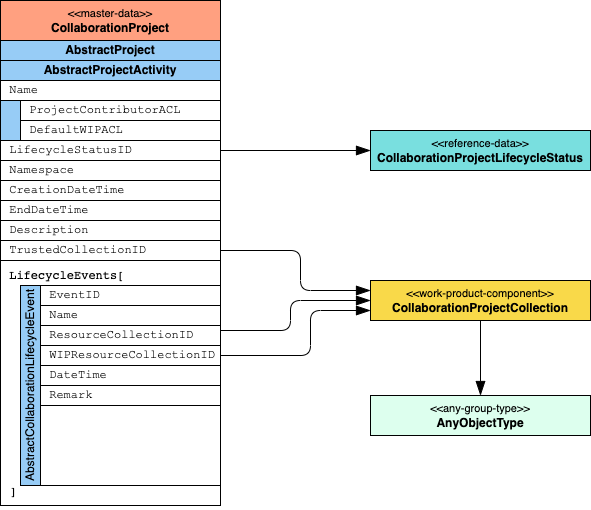 <<master-data>>
CollaborationProject
AbstractProject
AbstractProjectActivity
Name
ProjectContributorACL
DefaultWIPACL
LifecycleStatusID
Namespace
CreationDateTime
EndDateTime
Description
TrustedCollectionID
LifecycleEvents[
AbstractCollaborationLifecycleEvent
EventID
Name
ResourceCollectionID
WIPResourceCollectionID
DateTime
Remark
]
<<reference-data>>
CollaborationProjectLifecycleStatus
<<work-product-component>>
CollaborationProjectCollection
<<any-group-type>>
AnyObjectType